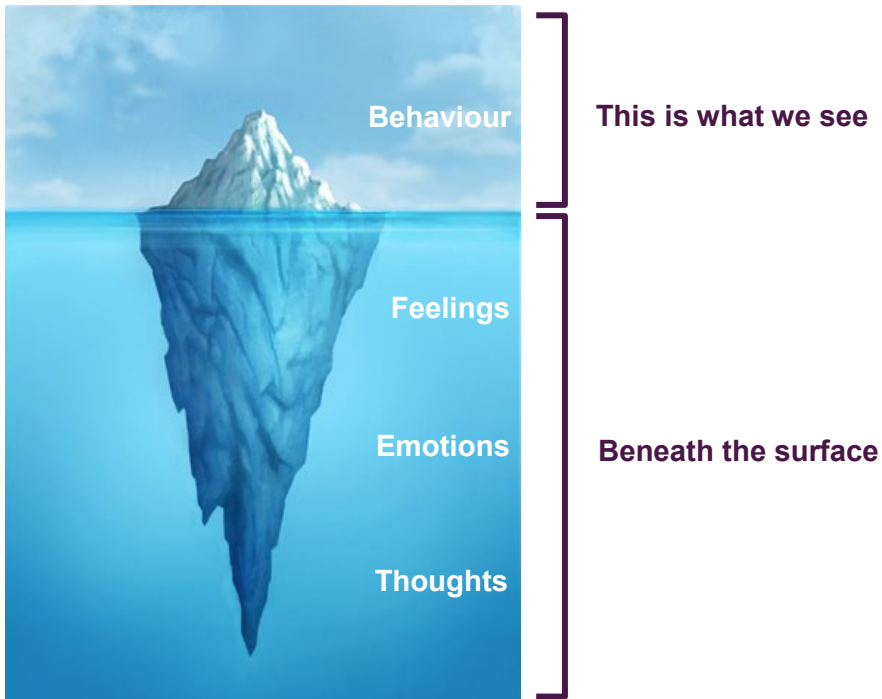 Behaviour
This is what we see
Feelings
Emotions
Beneath the surface
Thoughts